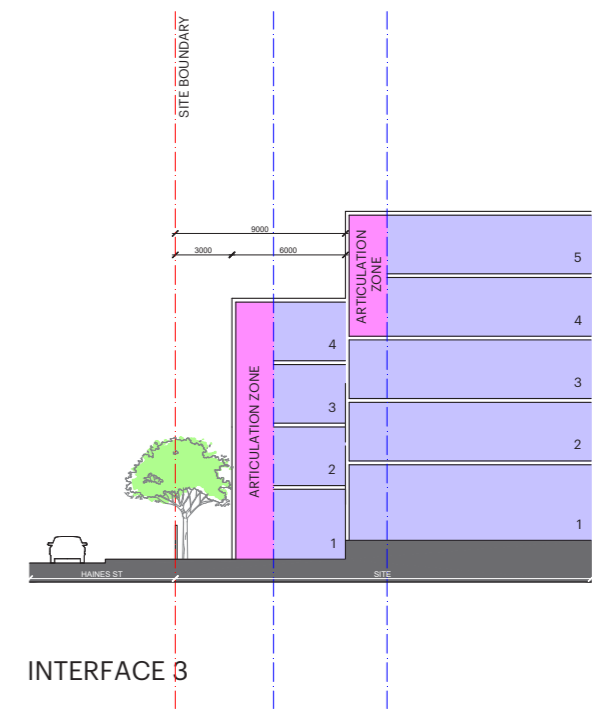 SITE BOUNDARY
9000
3000
6000
ARTICULATION
ZONE
5
4
3
2
1
ARTICULATION ZONE
4
3
2
1
HAINES ST
SITE
INTERFACE 3